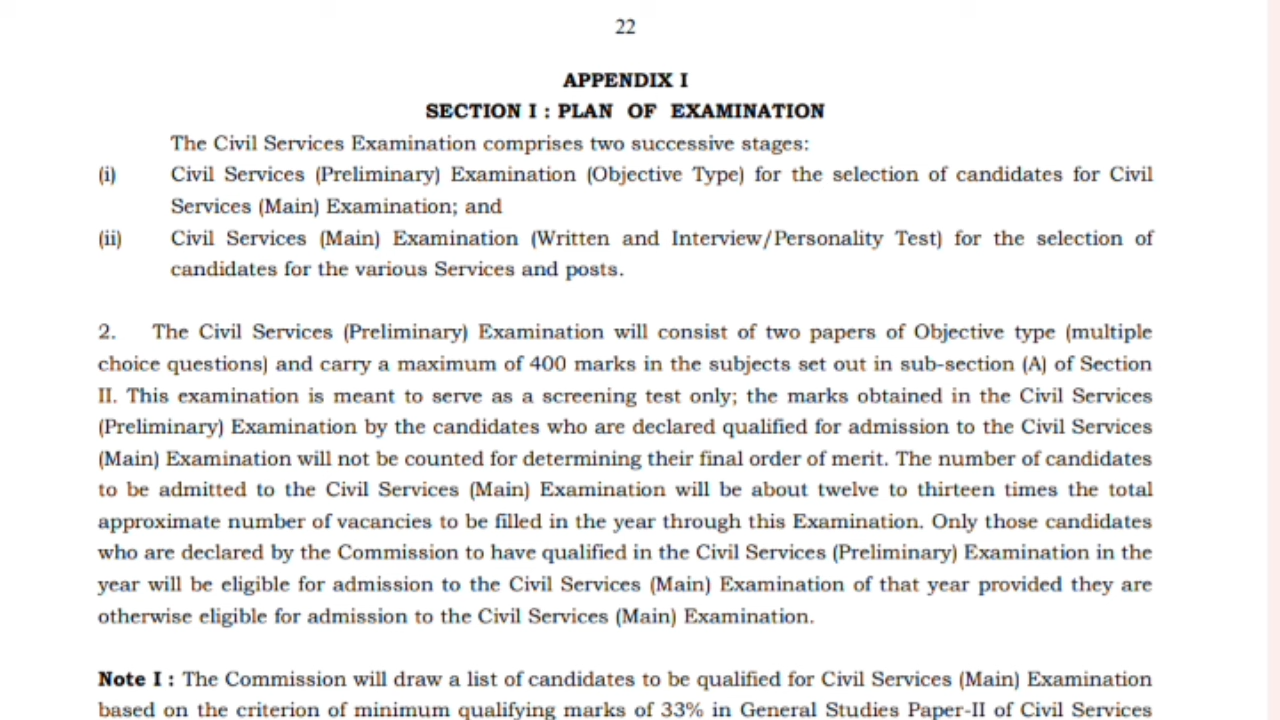 22
APPENDIX I
SECTION I : PLAN OF EXAMINATION
The Civil Services Examination comprises two successive stages:
(i) Civil Services (Preliminary) Examination (Objective Type) for the selection of candidates for Civil
Services (Main) Examination; and
(ii) Civil Services (Main) Examination (Written and Interview/Personality Test) for the selection of
candidates for the various Services and posts.
2. The Civil Services (Preliminary) Examination will consist of two papers of Objective type (multiple
choice questions) and carry a maximum of 400 marks in the subjects set out in sub-section (A) of Section
II. This examination is meant to serve as a screening test only; the marks obtained in the Civil Services
(Preliminary) Examination by the candidates who are declared qualified for admission to the Civil Services
(Main) Examination will not be counted for determining their final order of merit. The number of candidates
to be admitted to the Civil Services (Main) Examination will be about twelve to thirteen times the total
approximate number of vacancies to be filled in the year through this Examination. Only those candidates
who are declared by the Commission to have qualified in the Civil Services (Preliminary) Examination in the
year will be eligible for admission to the Civil Services (Main) Examination of that year provided they are
otherwise eligible for admission to the Civil Services (Main) Examination.
Note I : The Commission will draw a list of candidates to be qualified for Civil Services (Main) Examination
based on the criterion of minimum qualifying marks of 33% in General Studies Paper-II of Civil Services